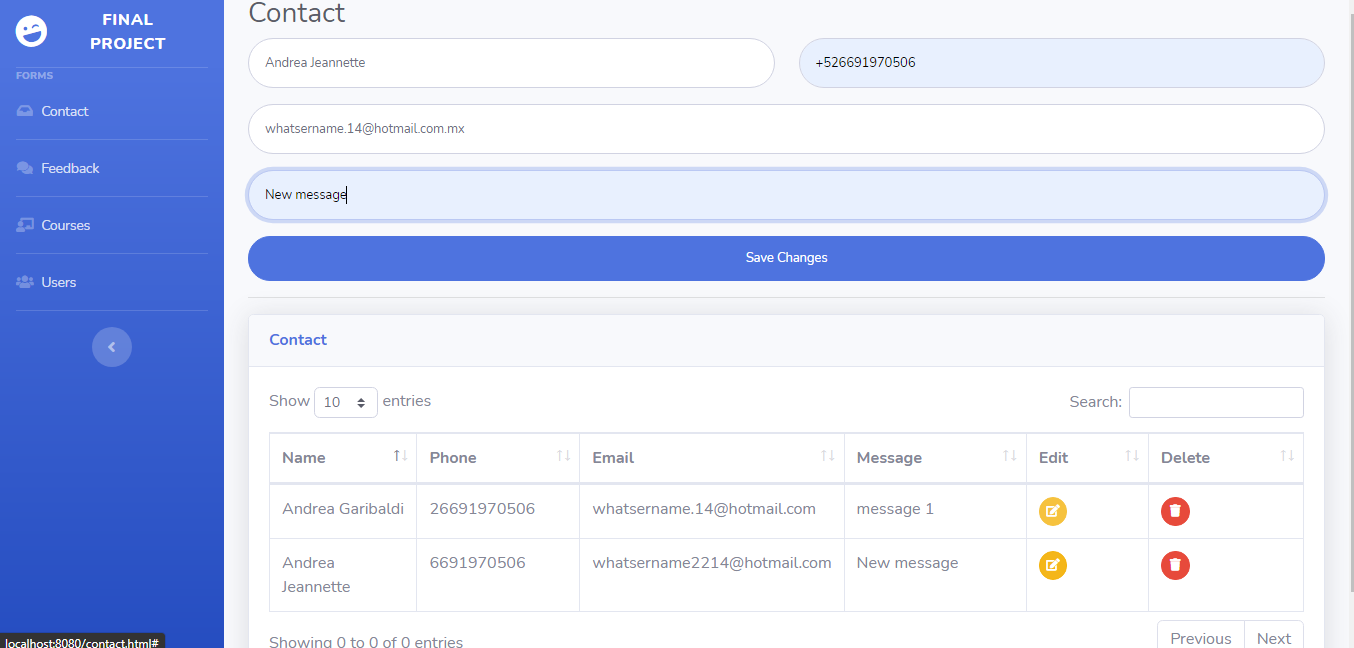 FINAL
PROJECT
FORMS
Contact
Feedback
Courses
Users
localhost:8080/contact.html#
Contact
Andrea Jeannette +526691970506
whatsername.14@hotmail.com.mx
New message
Save Changes
Contact
Show 10 entries Search:
Name Phone Email Message Edit Delete
Andrea Garibaldi 26691970506 whatsername.14@hotmail.com message 1
Andrea 6691970506 whatsername2214@hotmail.com New message
Jeannette
Showing 0 to 0 of 0 entries Previous Next